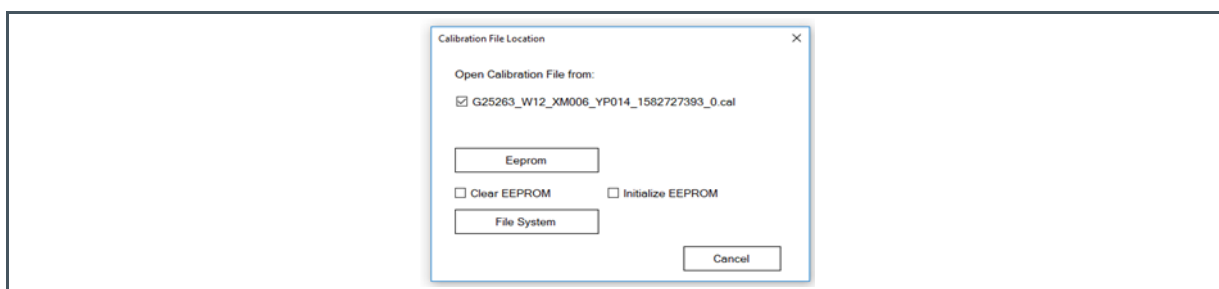 Calibration File Location
Open Calibration File from:
G25263_W12_XM006_YP014_1582727393_0.cal
Eeprom
Clear EEPROM Initialize EEPROM
File System
Cancel